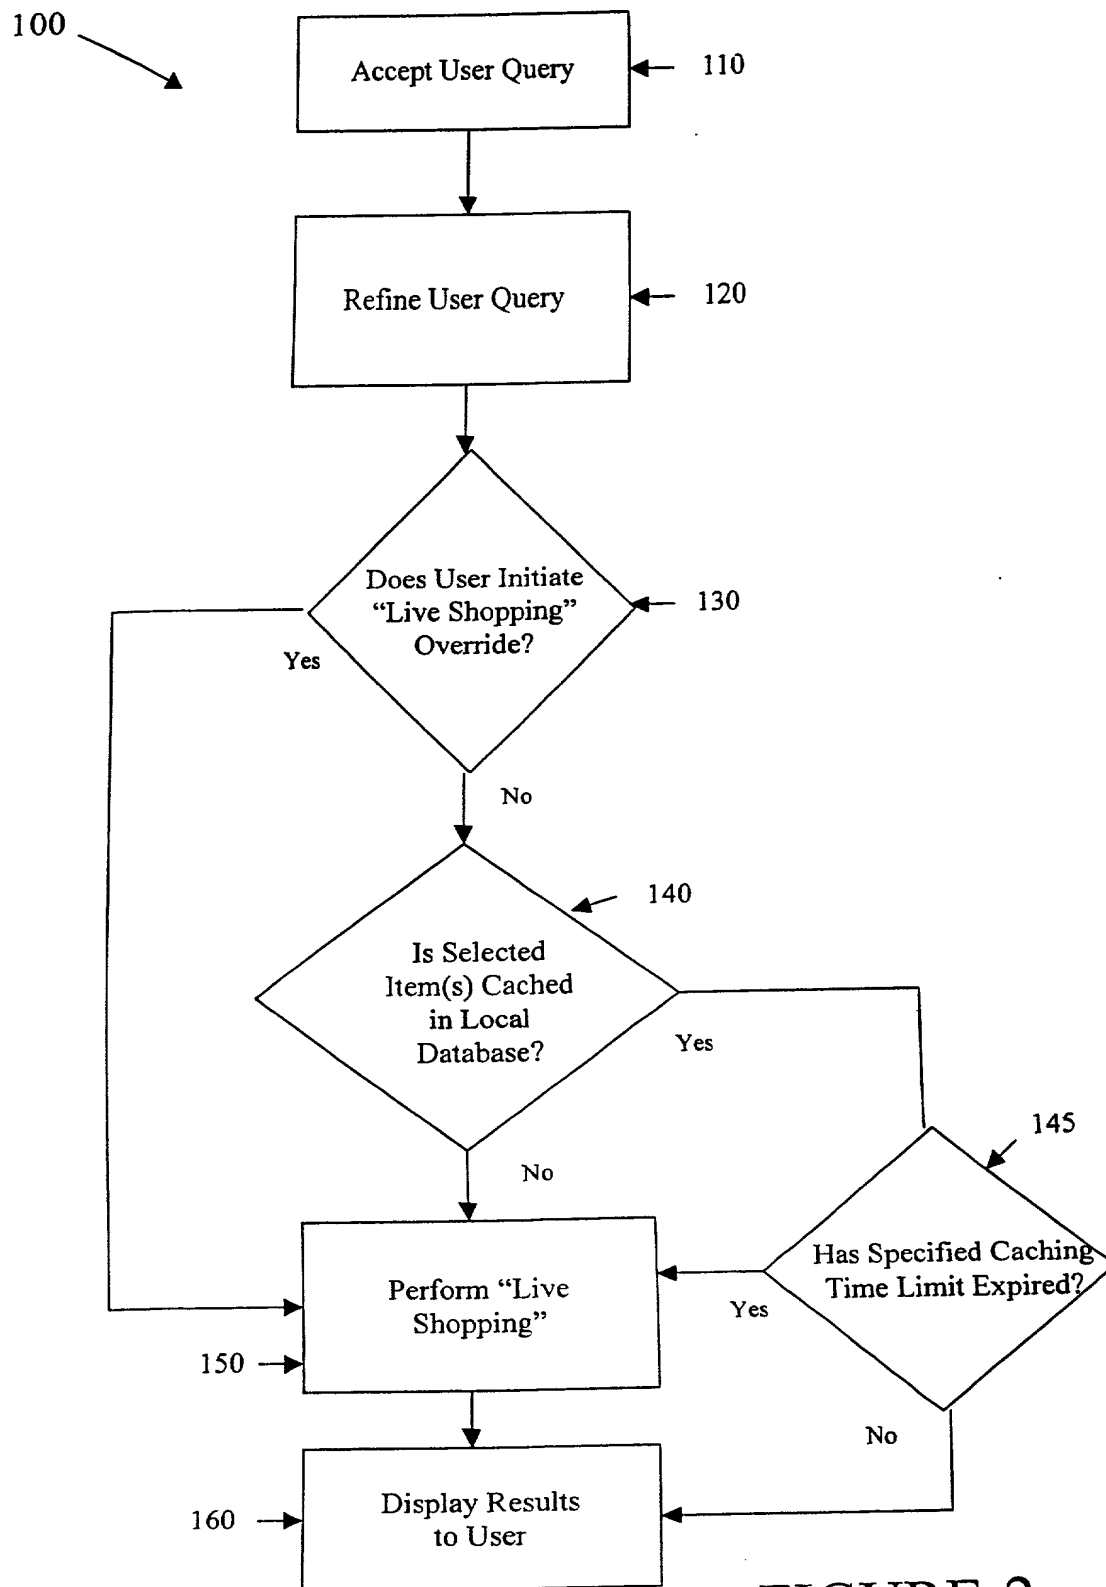 100
Accept User Query
110
Refine User Query
120
Does User Initiate
“Live Shopping”
Override?
130
Yes
No
140
Is Selected
Item(s) Cached
in Local
Database?
Yes
No
145
Has Specified Caching
Time Limit Expired?
Yes
No
Perform “Live
Shopping”
150
Display Results
to User
160